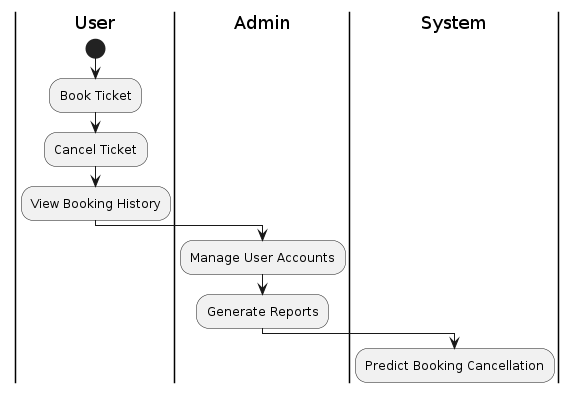 User
Admin
System
Book Ticket
Cancel Ticket
View Booking History
Manage User Accounts
Generate Reports
Predict Booking Cancellation